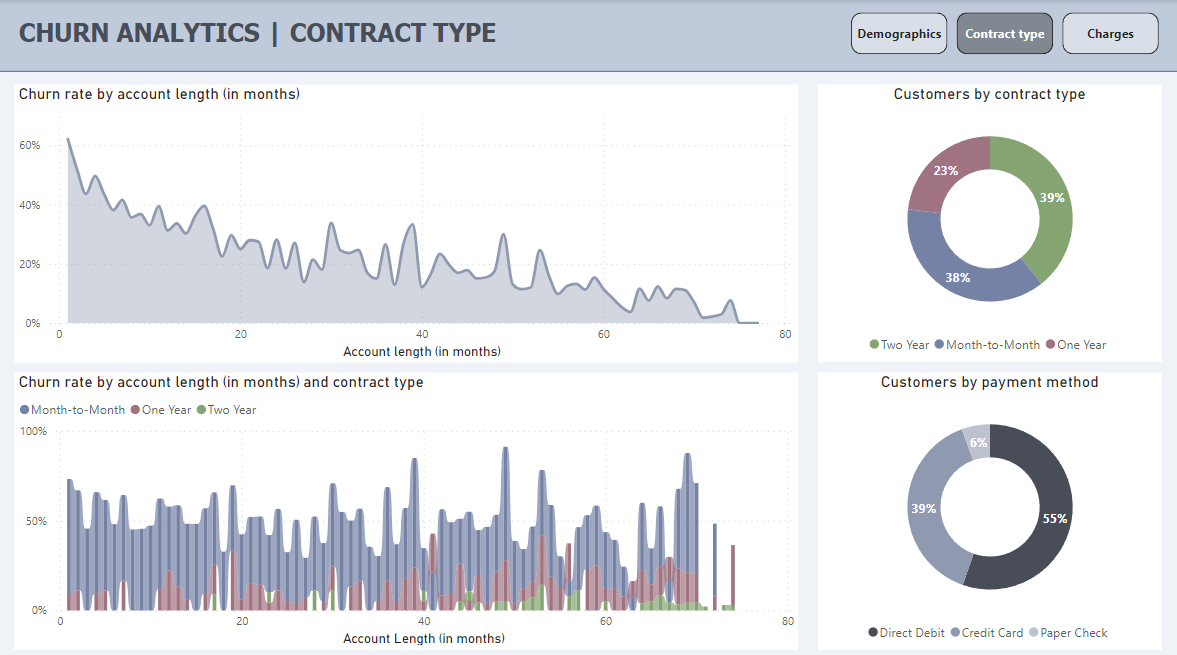 CHURN ANALYTICS | CONTRACT TYPE
Demographics
Contract type
Charges
Churn rate by account length (in months)
60%
40%
20%
0%
0 20 40 60 80
Account length (in months)
Customers by contract type
23%
39%
38%
Two Year Month-to-Month One Year
Churn rate by account length (in months) and contract type
Month-to-Month One Year Two Year
100%
50%
0%
0 20 40 60 80
Account Length (in months)
Customers by payment method
6%
39%
55%
Direct Debit Credit Card Paper Check